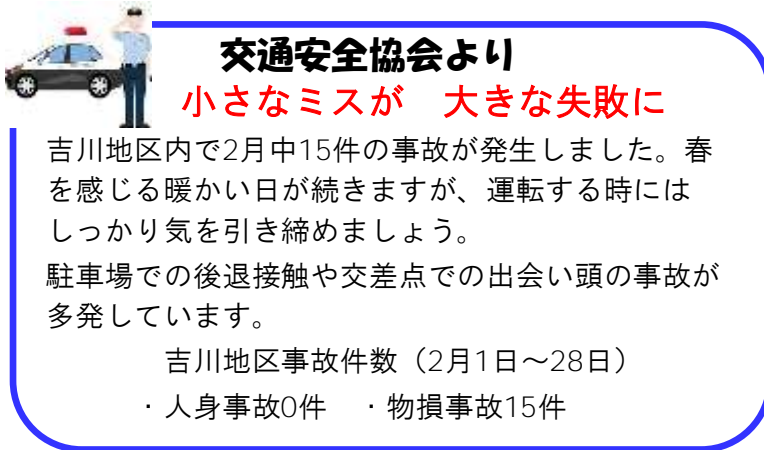 交通安全協会より
小さなミスが　大きな失敗に
吉川地区内で2月中15件の事故が発生しました。春
を感じる暖かい日が続きますが、運転する時には
しっかり気を引き締めましょう。
駐車場での後退接触や交差点での出会い頭の事故が
多発しています。
吉川地区事故件数（2月1日～28日）
・人身事故0件　・物損事故15件